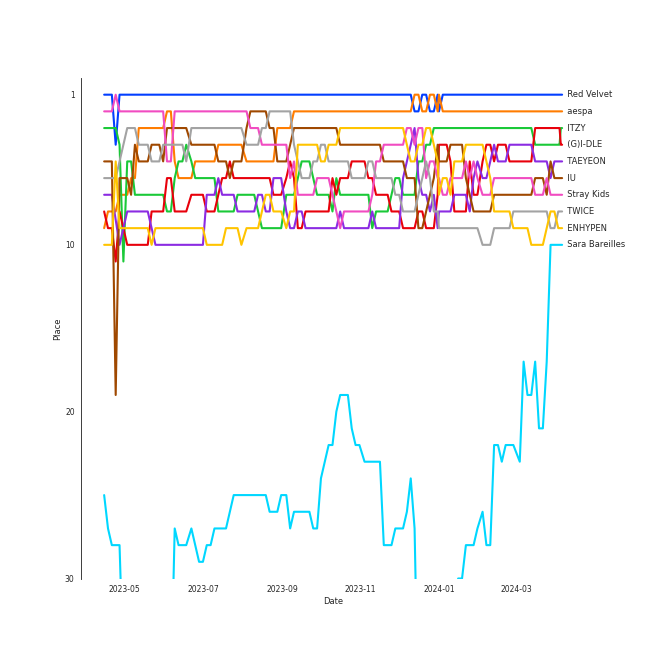 1
10
20
30
Place
2023-05
2023-07
2023-09
2023-11
2024-01
2024-03
Date
Red Velvet
aespa
ITZY
(G)I-DLE
TAEYEON
IU
Stray Kids
TWICE
ENHYPEN
Sara Bareilles